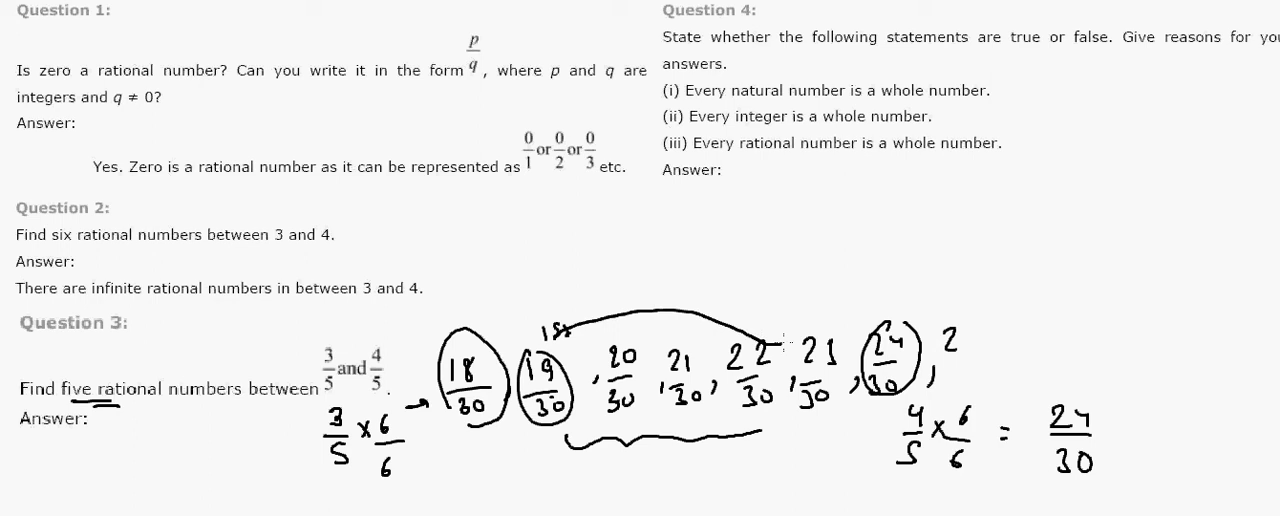 Question 1:
Is zero a rational number? Can you write it in the form p/q, where p and q are
integers and q ≠ 0?
Answer:
Yes. Zero is a rational number as it can be represented as 0/1 or 0/2 or 0/3 etc.
Question 2:
Find six rational numbers between 3 and 4.
Answer:
There are infinite rational numbers in between 3 and 4.
Question 3:
Find five rational numbers between 3/5 and 4/5.
Answer:
3/5 × 6/6 → 18/30
1st
19/30, 20/30, 21/30, 22/30, 21/30, 24/30, 2
4/5 × 6/6 = 24/30
Question 4:
State whether the following statements are true or false. Give reasons for you
answers.
(i) Every natural number is a whole number.
(ii) Every integer is a whole number.
(iii) Every rational number is a whole number.
Answer: